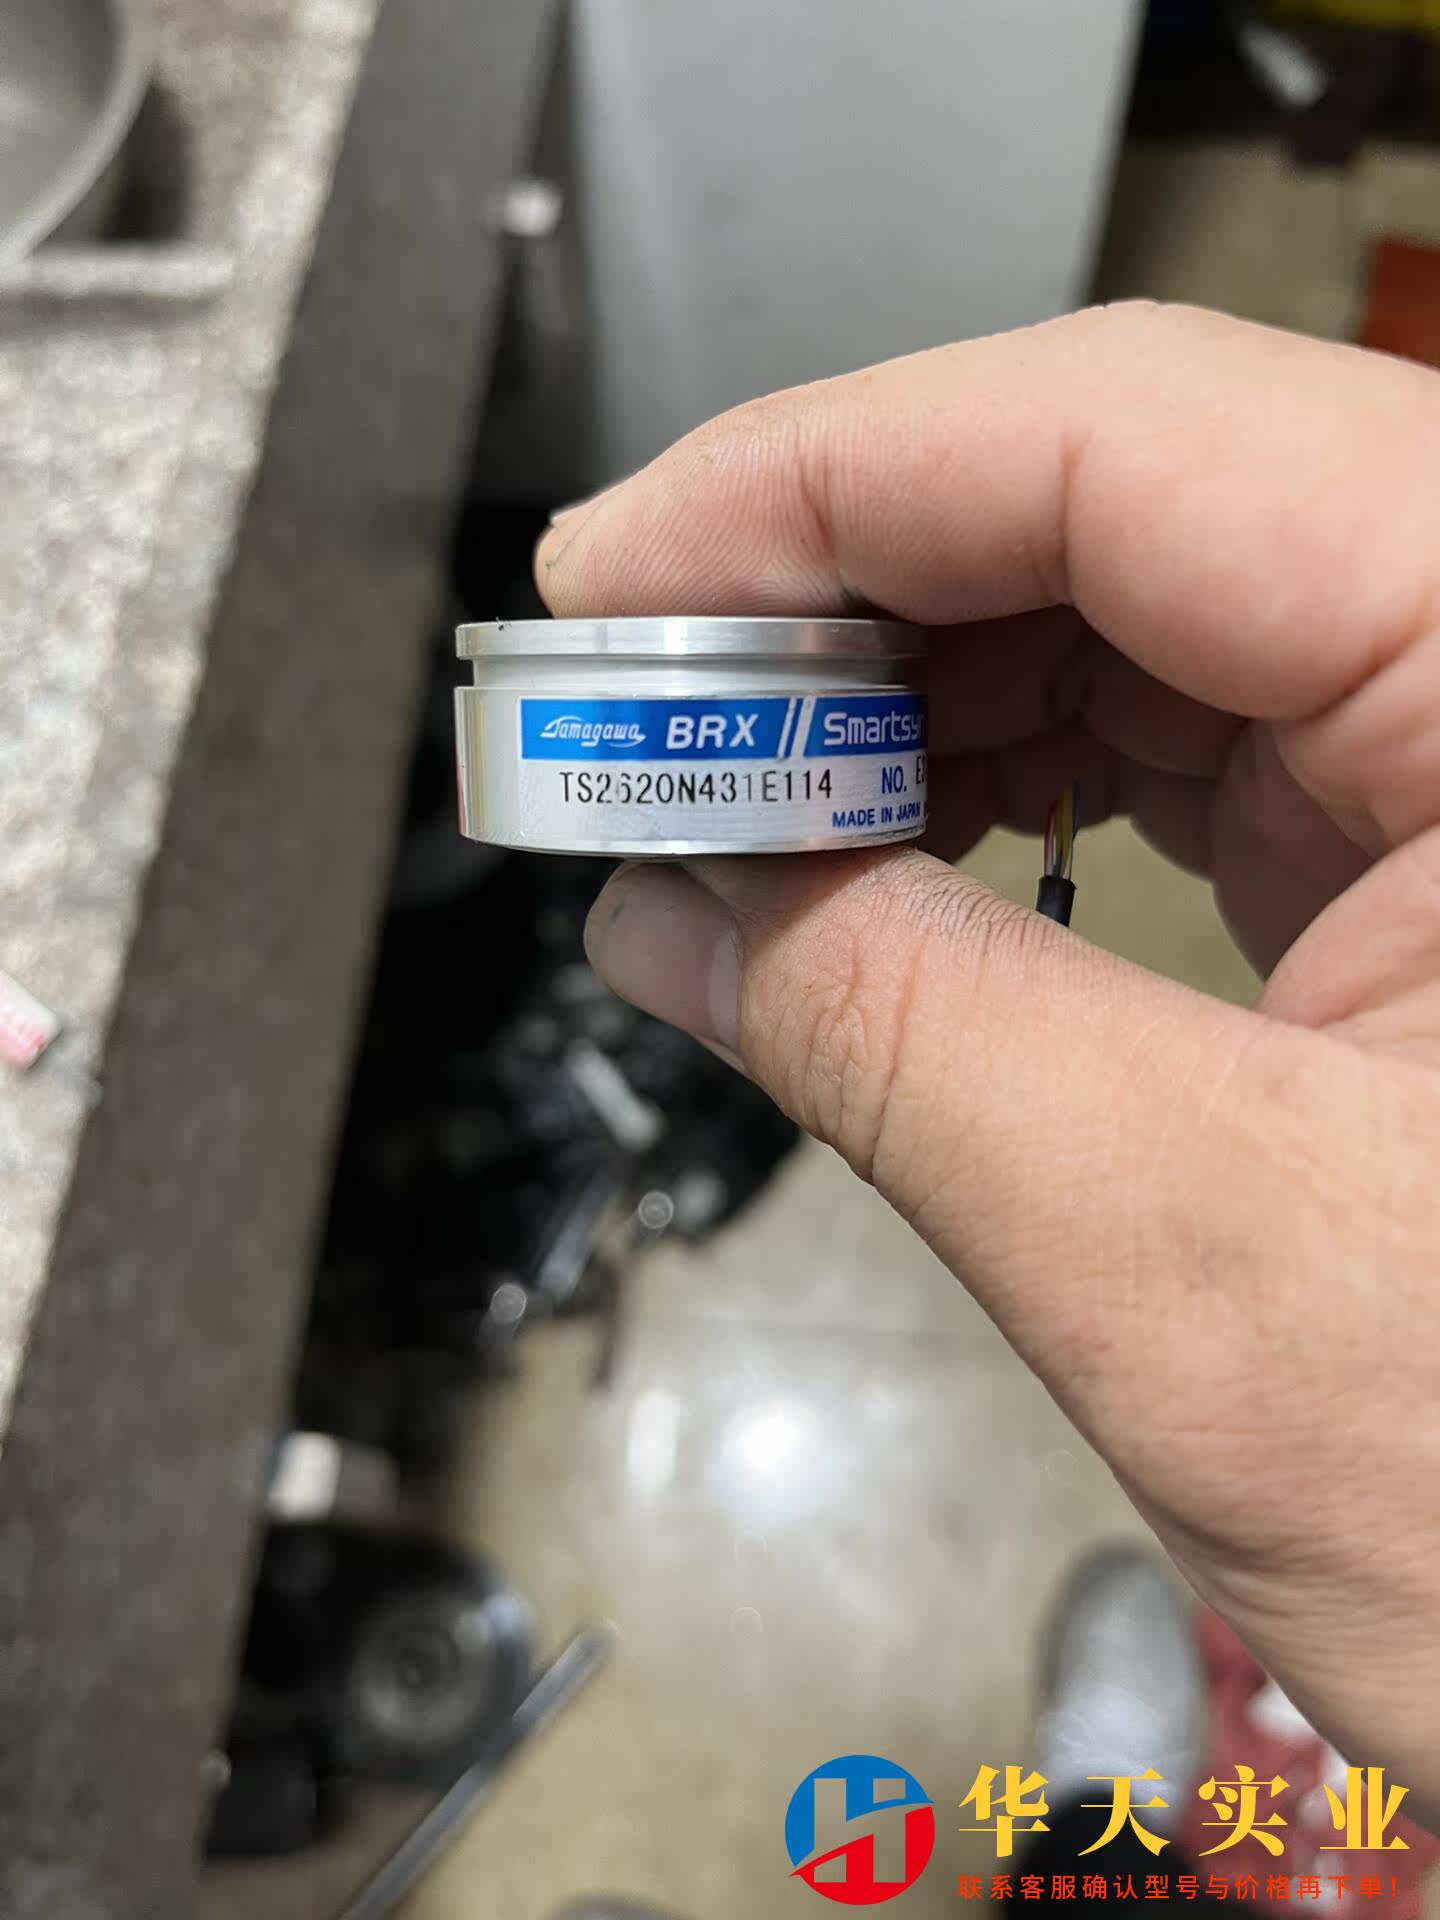 Tamagawa BRX // Smartsyn
TS2620N431E114 NO.
MADE IN JAPAN
华天实业
联系客服确认型号与价格再下单!